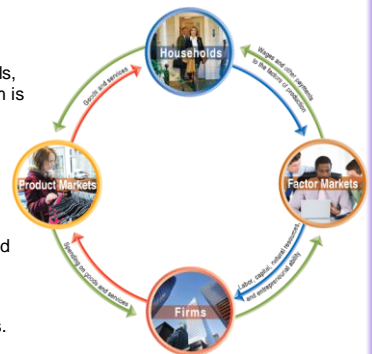 ds,
n is
d
s.
Households
Goods and services
Wages and other payments
to the factors of production
Product Markets
Factor Markets
Spending on goods and services
Labor, capital, natural resources,
and entrepreneurial ability
Firms